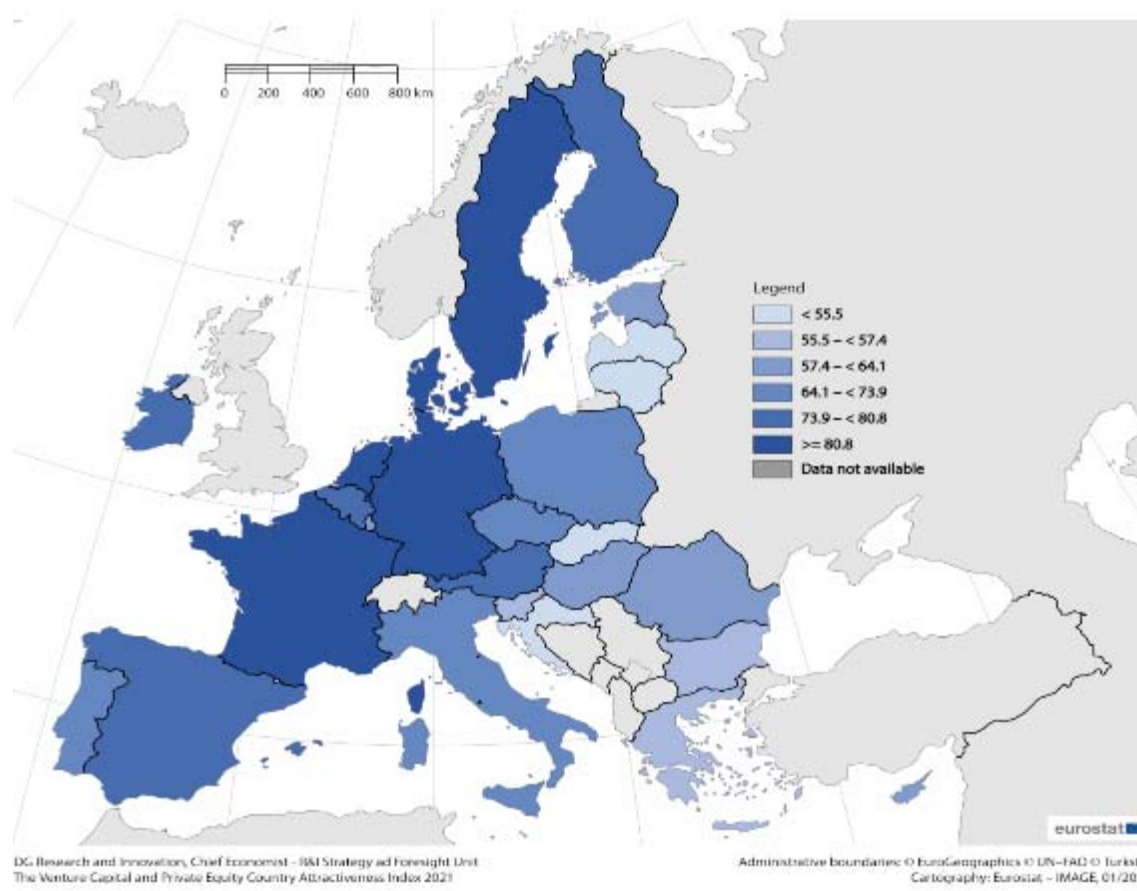 0 200 400 600 800 km
Legend
< 55.5
55.5 – < 57.4
57.4 – < 64.1
64.1 – < 73.9
73.9 – < 80.8
>= 80.8
Data not available
eurostat
DG Research and Innovation, Chief Economist – R&I Strategy ad Foresight Unit
The Venture Capital and Private Equity Country Attractiveness Index 2021
Administrative boundaries: © EuroGeographics © UN–FAO © Turkst
Cartography: Eurostat – IMAGE, 01/20